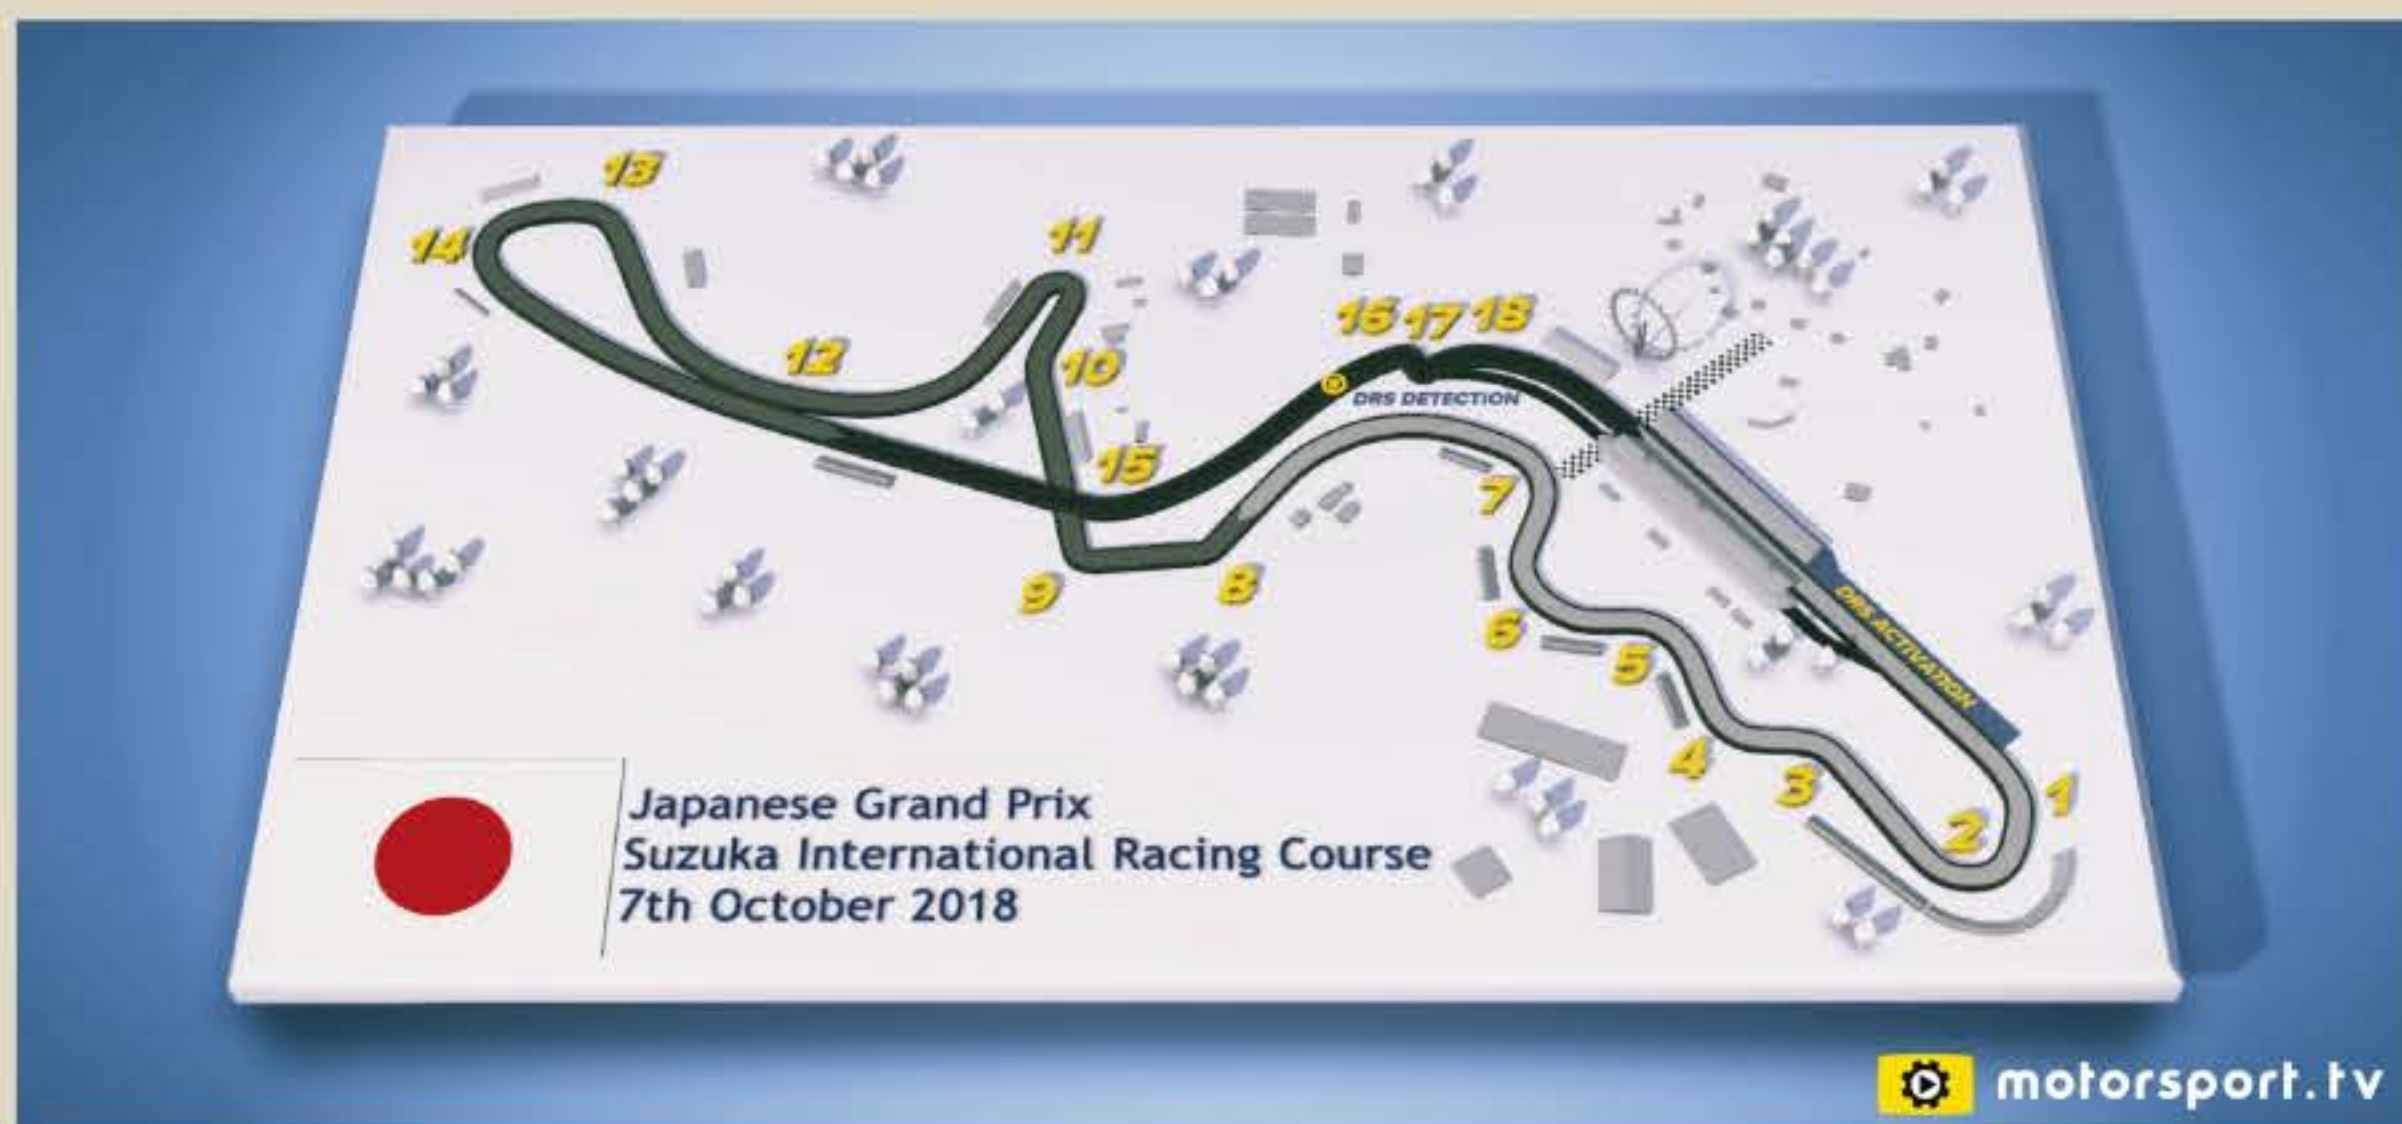 13
14
11
16 17 18
12
10
DRS DETECTION
15
7
9
8
DRS ACTIVATION
6
5
4
3
1
2
Japanese Grand Prix
Suzuka International Racing Course
7th October 2018
motorsport.tv